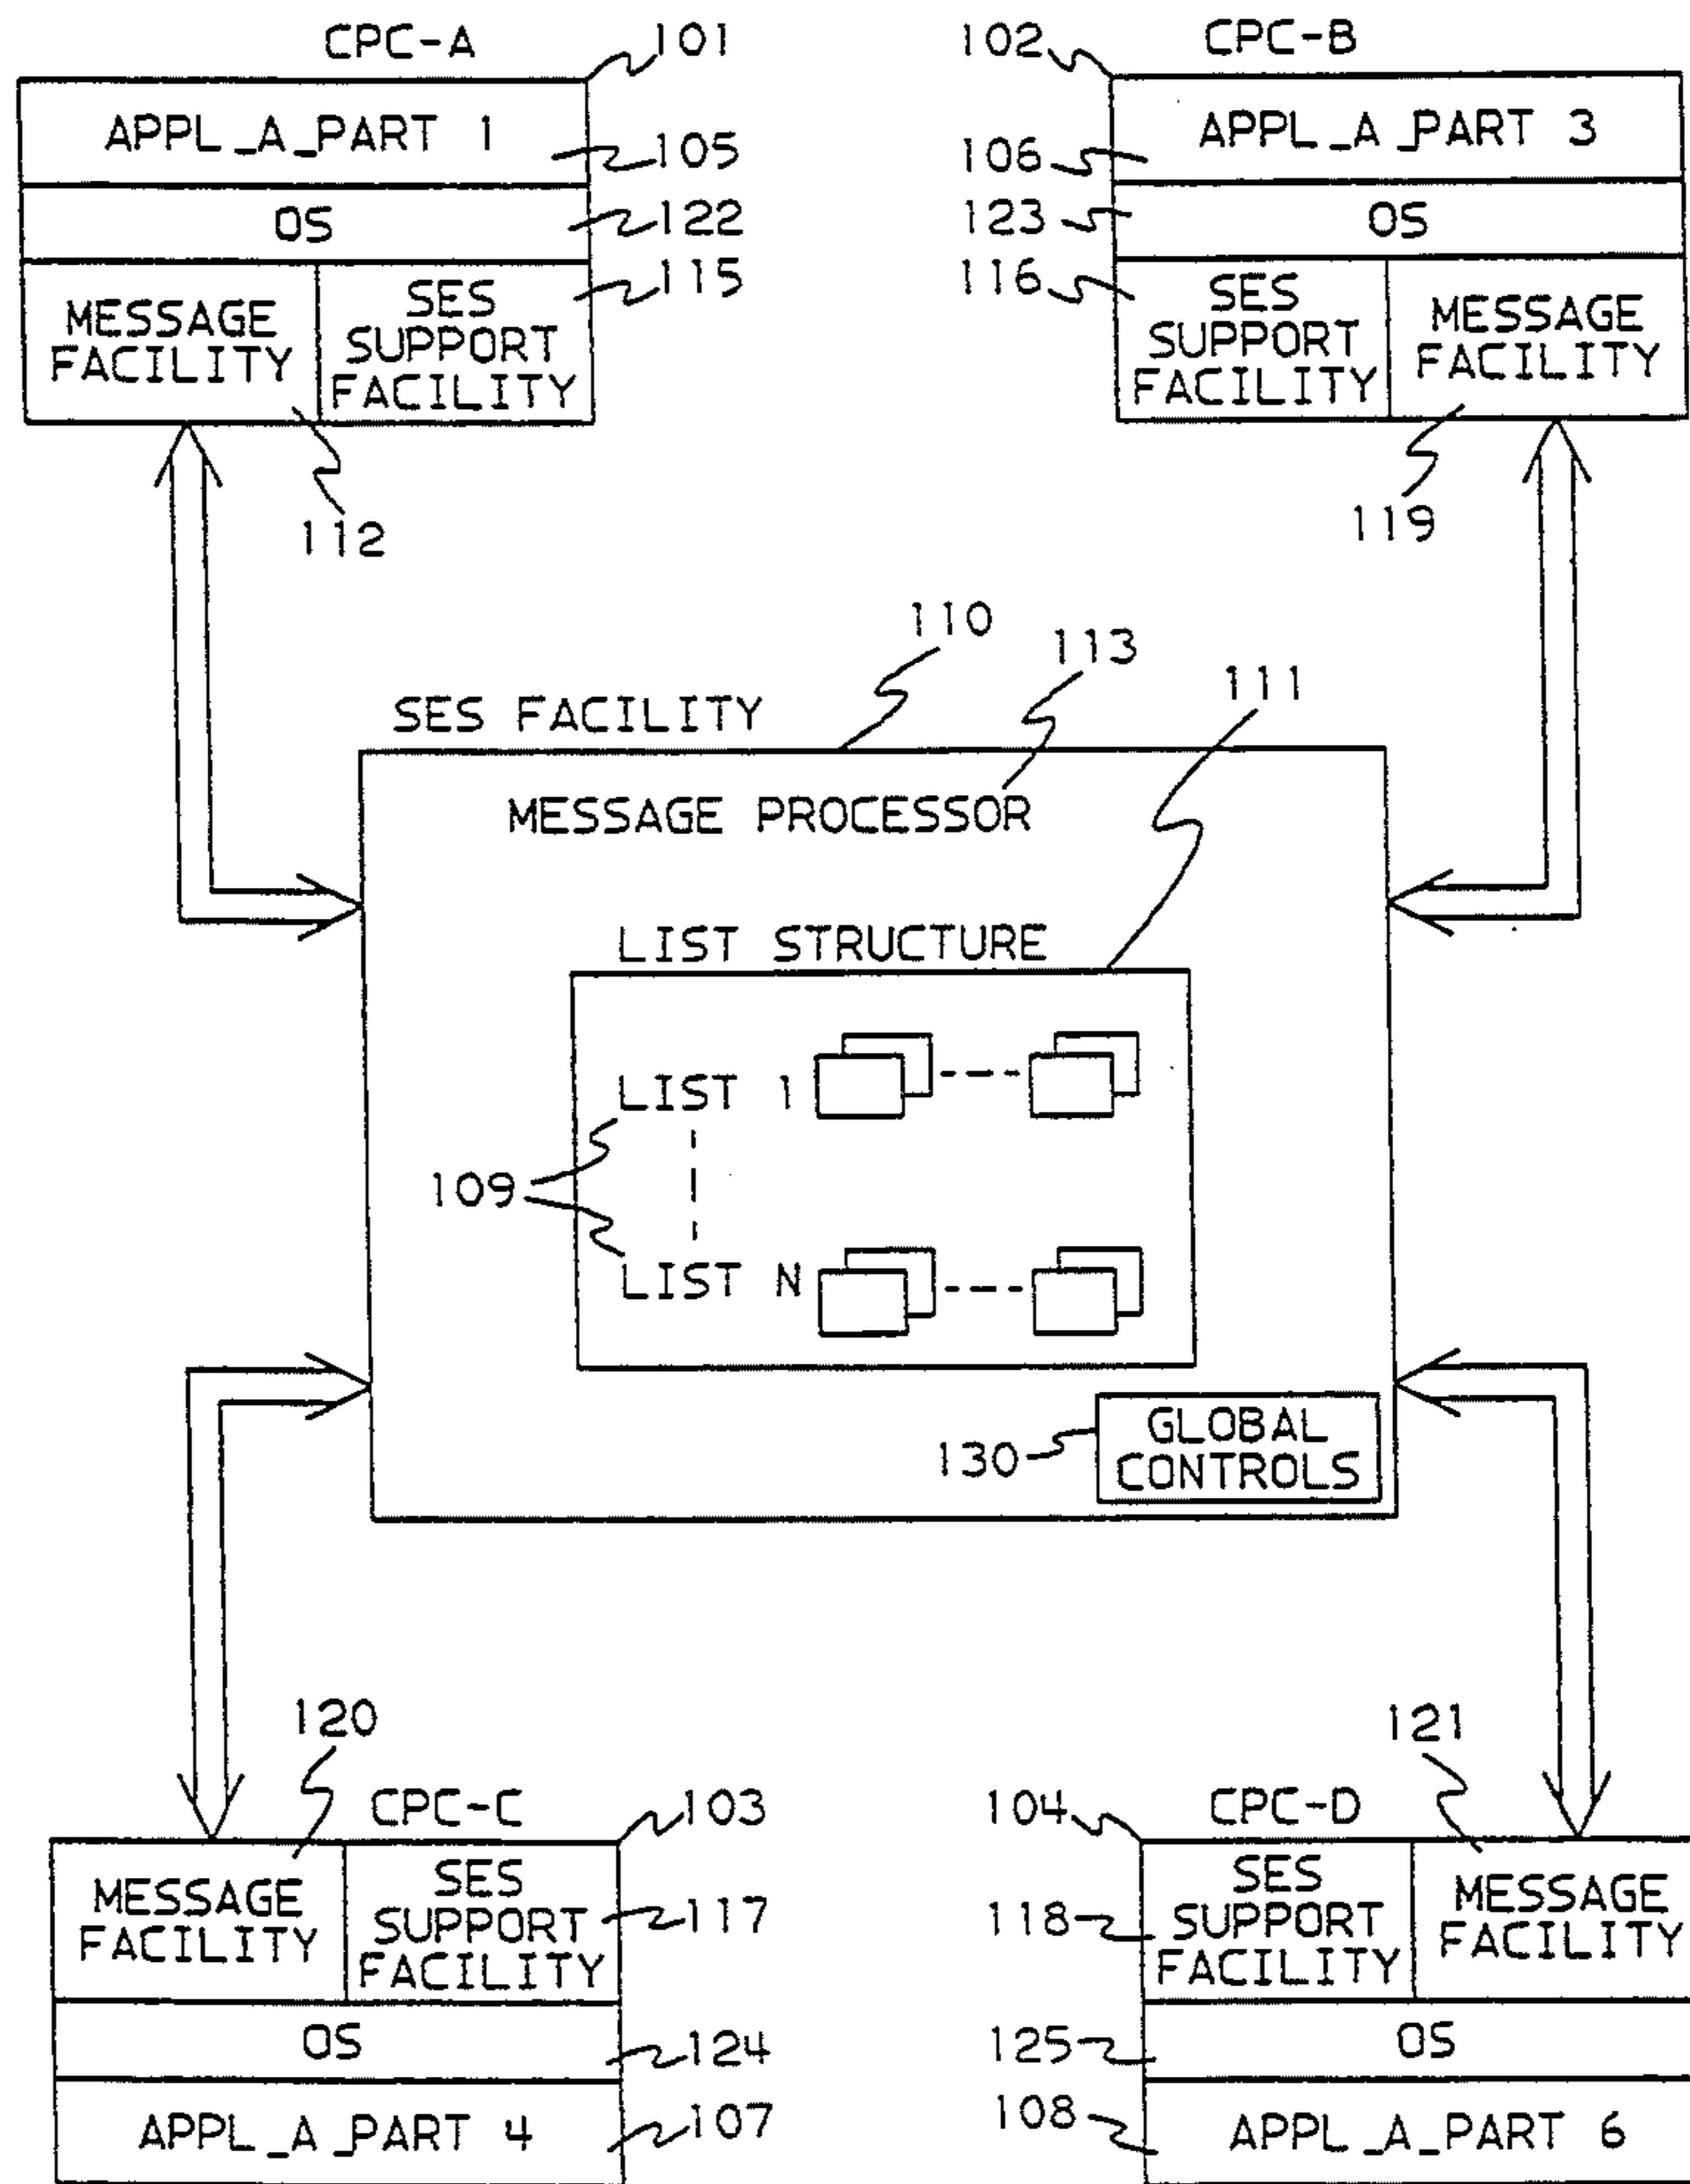 CPC-A
101
APPL_A_PART 1
105
OS
122
MESSAGE
FACILITY
SES
SUPPORT
FACILITY
115
112
102
CPC-B
APPL_A_PART 3
106
123
OS
116
SES
SUPPORT
FACILITY
MESSAGE
FACILITY
119
110
113
111
SES FACILITY
MESSAGE PROCESSOR
LIST STRUCTURE
LIST 1
109
LIST N
130
GLOBAL
CONTROLS
120
CPC-C
103
MESSAGE
FACILITY
SES
SUPPORT
FACILITY
117
OS
124
APPL_A_PART 4
107
121
104
CPC-D
118
SES
SUPPORT
FACILITY
MESSAGE
FACILITY
125
OS
108
APPL_A_PART 6